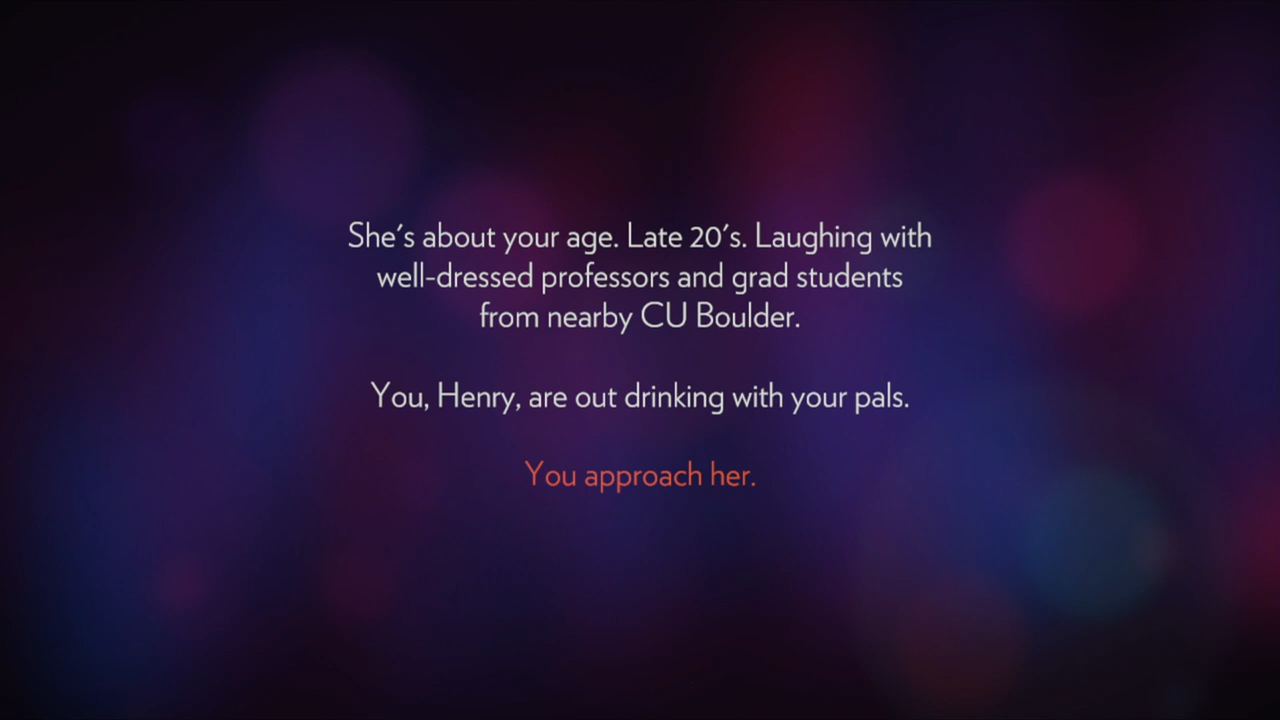 She's about your age. Late 20's. Laughing with
well-dressed professors and grad students
from nearby CU Boulder.
You, Henry, are out drinking with your pals.
You approach her.